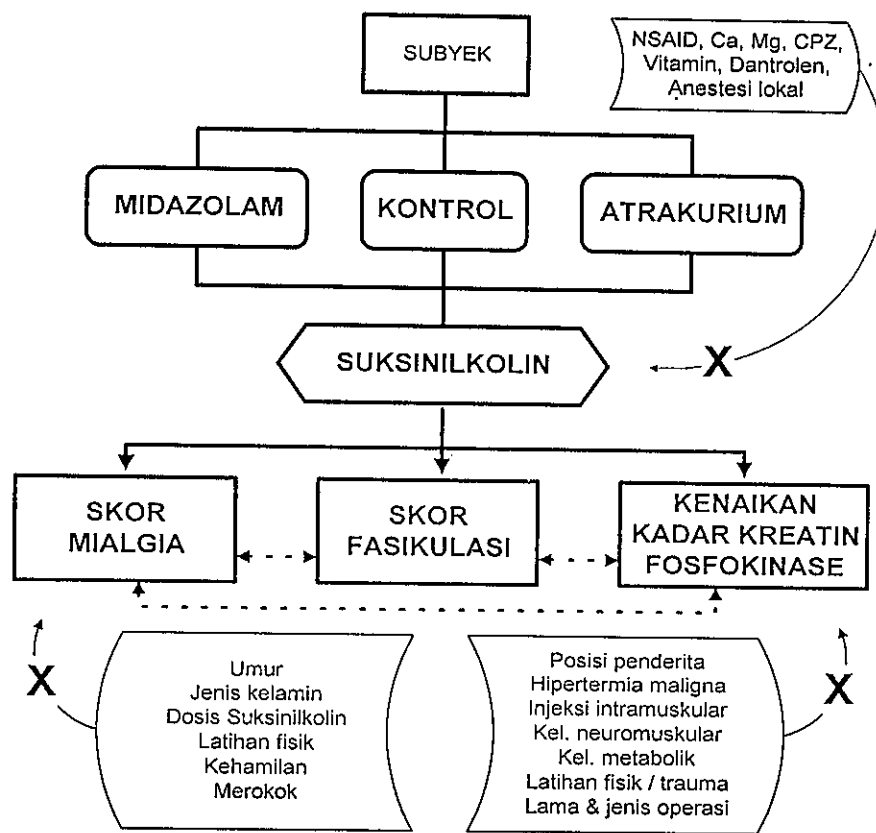 SUBYEK
NSAID, Ca, Mg, CPZ,
Vitamin, Dantrolen,
Anestesi lokal
MIDAZOLAM
KONTROL
ATRAKURIUM
SUKSINILKOLIN
X
SKOR
MIALGIA
SKOR
FASIKULASI
KENAIKAN
KADAR KREATIN
FOSFOKINASE
X
Umur
Jenis kelamin
Dosis Suksinilkolin
Latihan fisik
Kehamilan
Merokok
Posisi penderita
Hipertermia maligna
Injeksi intramuskular
Kel. neuromuskular
Kel. metabolik
Latihan fisik / trauma
Lama & jenis operasi
X